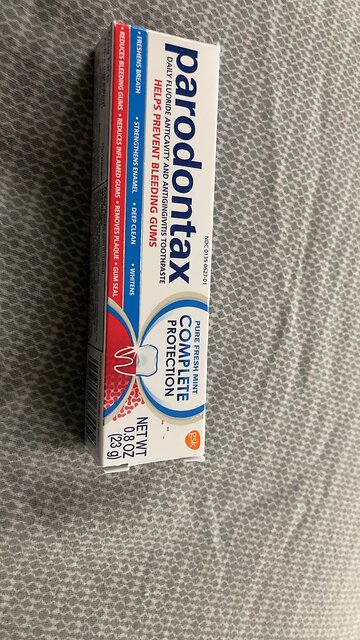 NDC 0135-0627-01
parodontax
DAILY FLUORIDE ANTICAVITY AND ANTIGINGIVITIS TOOTHPASTE
HELPS PREVENT BLEEDING GUMS
• FRESHENS BREATH • STRENGTHENS ENAMEL • DEEP CLEAN • WHITENS
• REDUCES BLEEDING GUMS • REDUCES INFLAMED GUMS • REMOVES PLAQUE • GUM SEAL
PURE FRESH MINT
COMPLETE
PROTECTION
gsk
NET WT
0.8 OZ
(23 g)